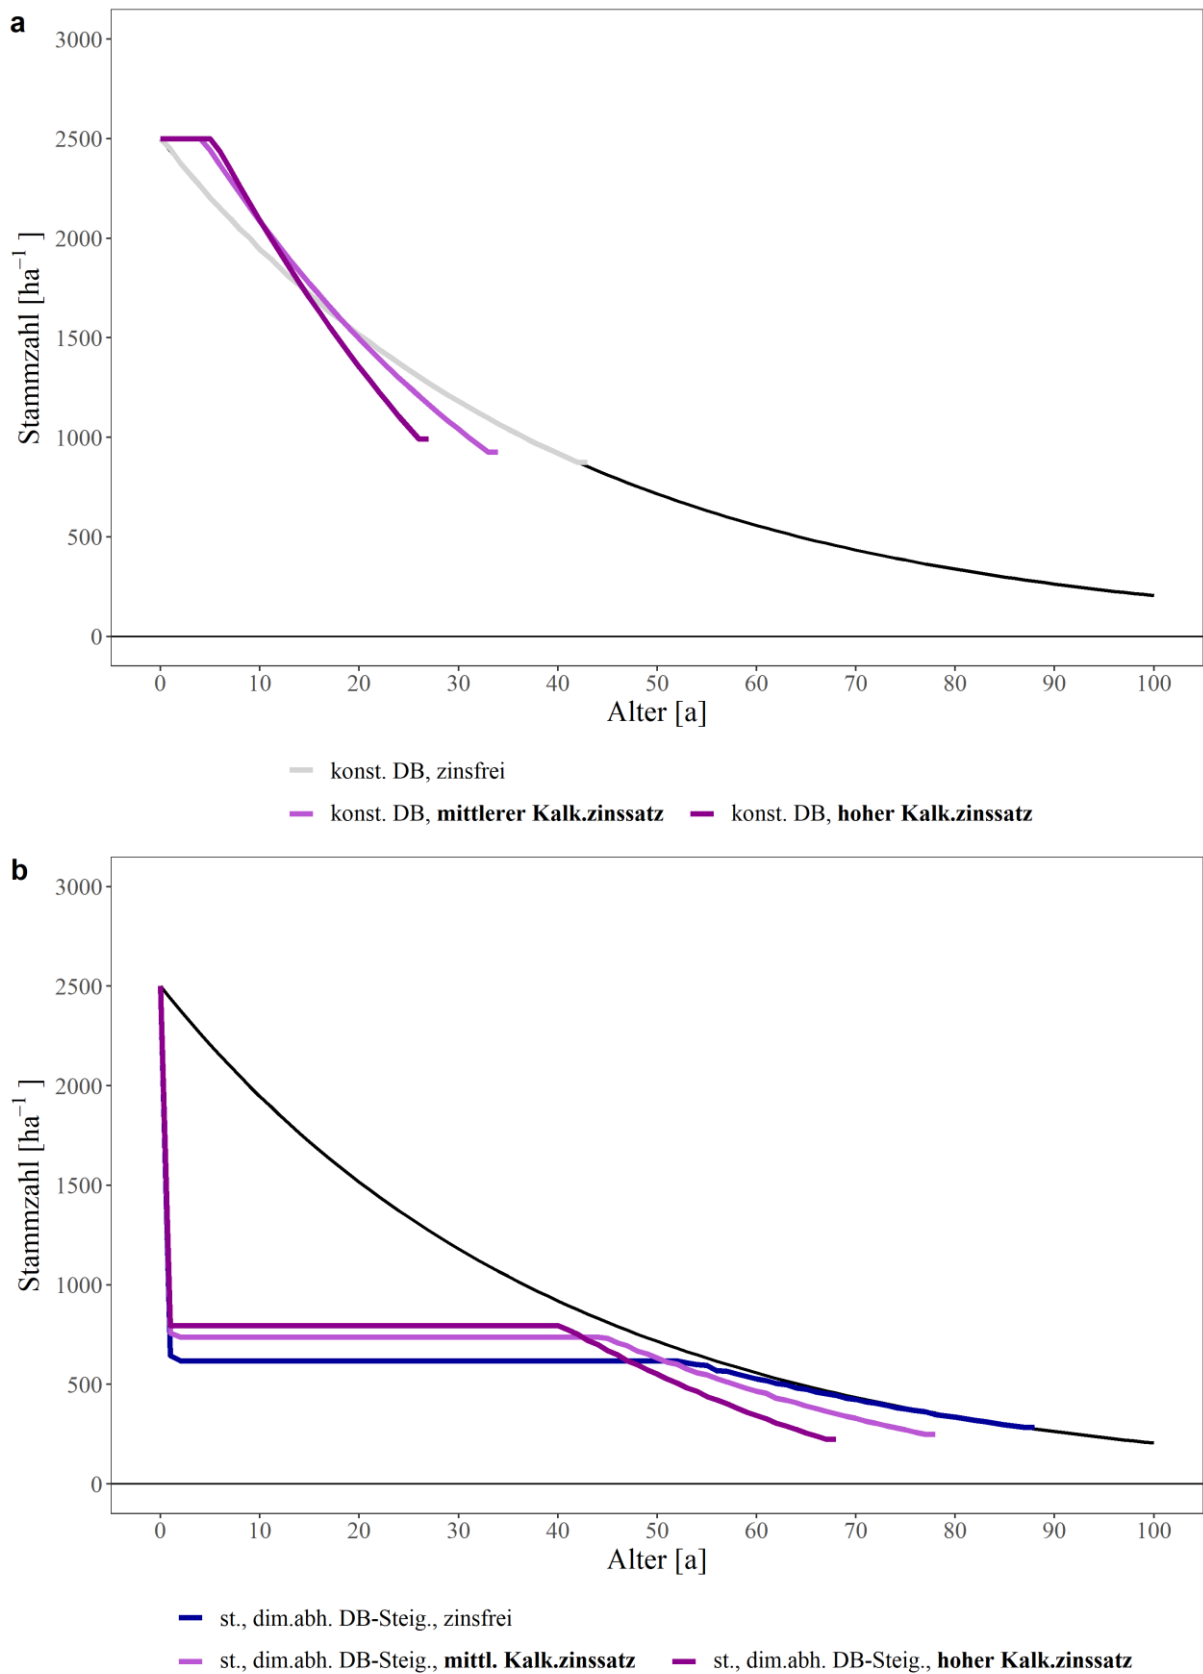 a
3000
2500
2000
1500
1000
500
0
Stammzahl [ha⁻¹ ]
0 10 20 30 40 50 60 70 80 90 100
Alter [a]
konst. DB, zinsfrei
konst. DB, mittlerer Kalk.zinssatz konst. DB, hoher Kalk.zinssatz
b
3000
2500
2000
1500
1000
500
0
Stammzahl [ha⁻¹ ]
0 10 20 30 40 50 60 70 80 90 100
Alter [a]
st., dim.abh. DB-Steig., zinsfrei
st., dim.abh. DB-Steig., mittl. Kalk.zinssatz st., dim.abh. DB-Steig., hoher Kalk.zinssatz